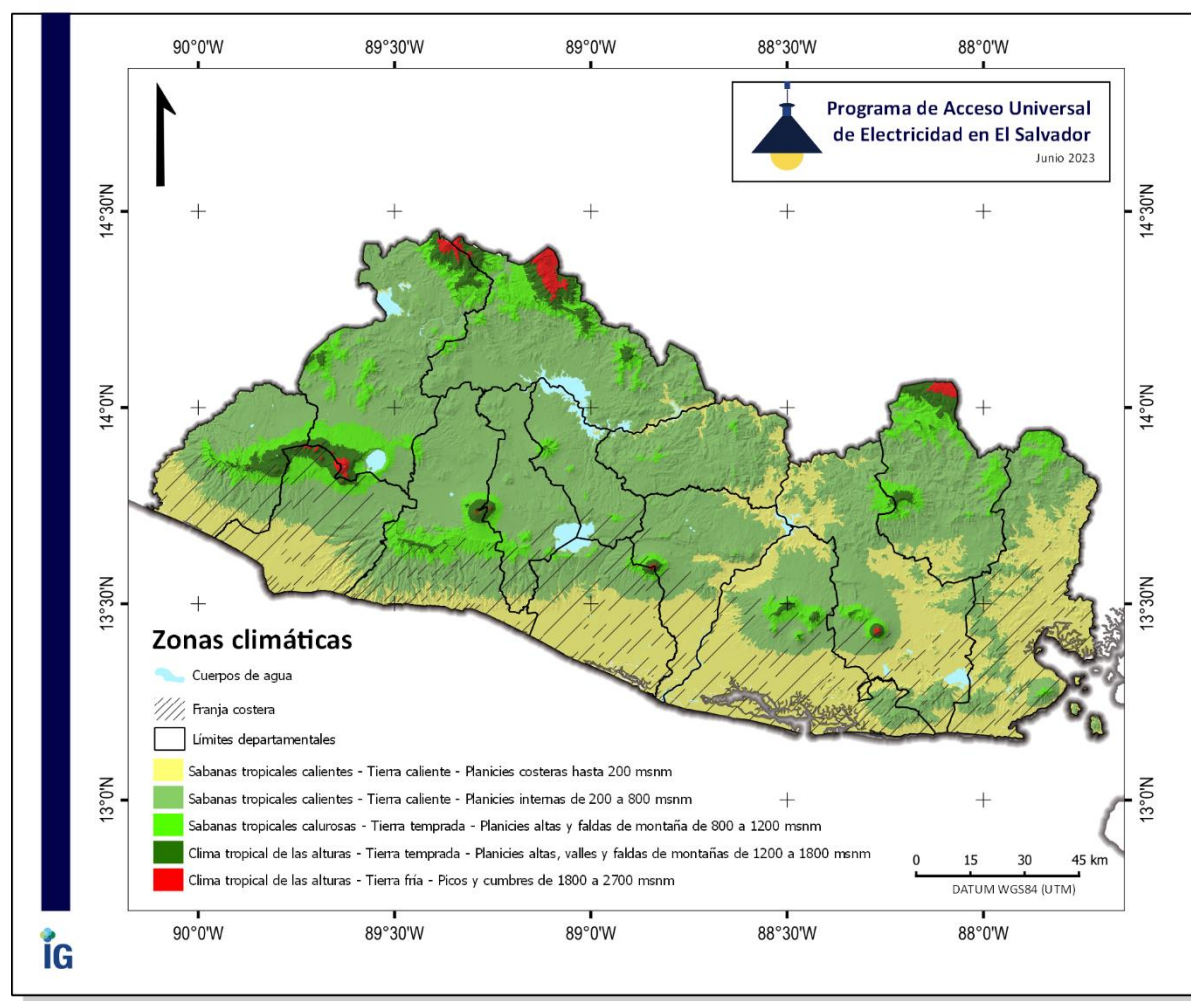 90°0'W 89°30'W 89°0'W 88°30'W 88°0'W
Programa de Acceso Universal
de Electricidad en El Salvador
Junio 2023
14°30'N 14°30'N
14°0'N 14°0'N
13°30'N 13°30'N
13°0'N 13°0'N
Zonas climáticas
Cuerpos de agua
Franja costera
Límites departamentales
Sabanas tropicales calientes - Tierra caliente - Planicies costeras hasta 200 msnm
Sabanas tropicales calientes - Tierra caliente - Planicies internas de 200 a 800 msnm
Sabanas tropicales calurosas - Tierra temprada - Planicies altas y faldas de montaña de 800 a 1200 msnm
Clima tropical de las alturas - Tierra temprada - Planicies altas, valles y faldas de montañas de 1200 a 1800 msnm
Clima tropical de las alturas - Tierra fría - Picos y cumbres de 1800 a 2700 msnm
0 15 30 45 km
DATUM WGS84 (UTM)
90°0'W 89°30'W 89°0'W 88°30'W 88°0'W
iG